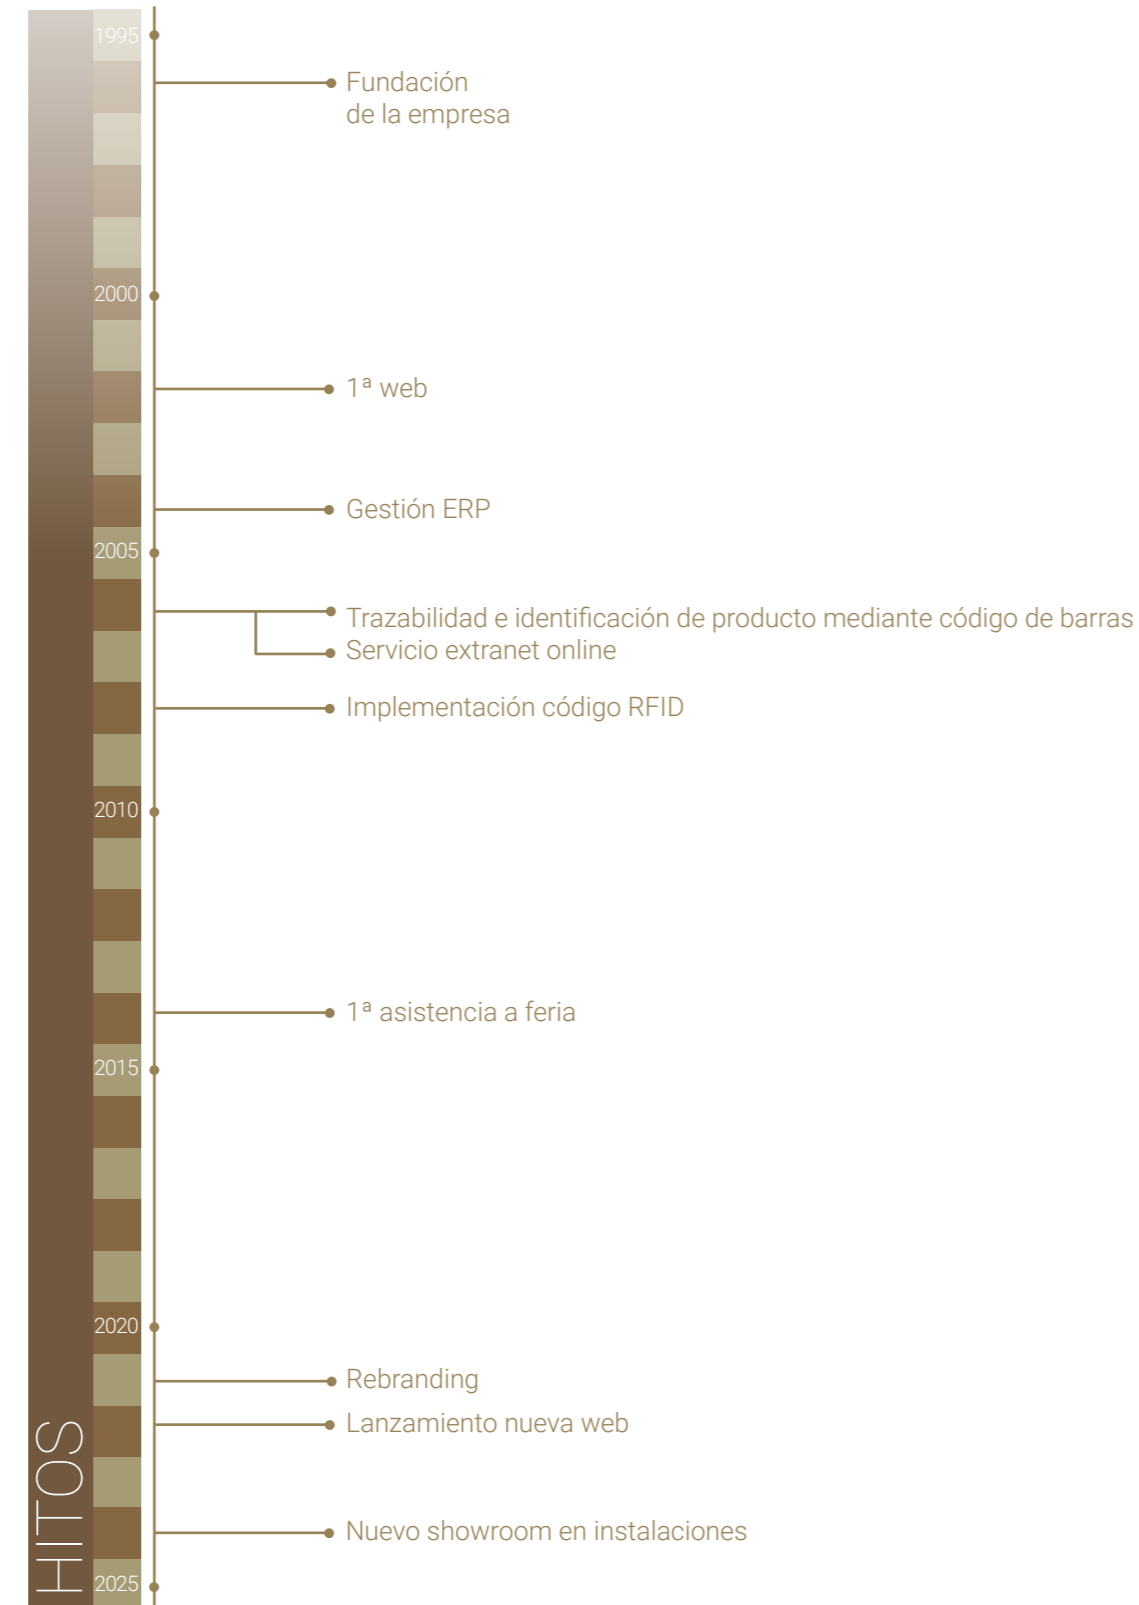 1995
Fundación
de la empresa
2000
1ª web
Gestión ERP
2005
Trazabilidad e identificación de producto mediante código de barras
Servicio extranet online
Implementación código RFID
2010
1ª asistencia a feria
2015
2020
Rebranding
Lanzamiento nueva web
Nuevo showroom en instalaciones
2025
HITOS